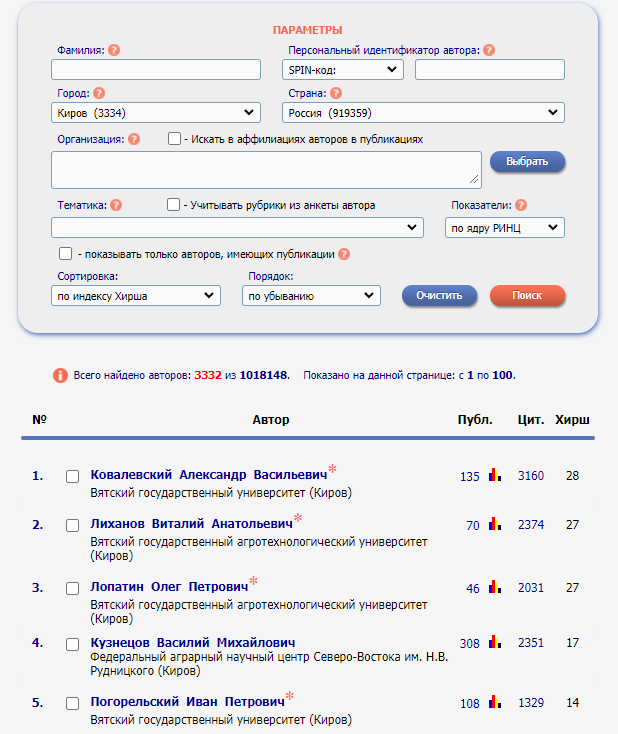 ПАРАМЕТРЫ
Фамилия: ? Персональный идентификатор автора: ?
SPIN-код:
Город: ? Страна: ?
Киров (3334) Россия (919359)
Организация: ? - Искать в аффилиациях авторов в публикациях
Выбрать
Тематика: ? - Учитывать рубрики из анкеты автора Показатели: ?
по ядру РИНЦ
- показывать только авторов, имеющих публикации ?
Сортировка: Порядок:
по индексу Хирша по убыванию Очистить Поиск
i Всего найдено авторов: 3332 из 1018148. Показано на данной странице: с 1 по 100.
№ Автор Публ. Цит. Хирш
1. Ковалевский Александр Васильевич* 135 3160 28
Вятский государственный университет (Киров)
2. Лиханов Виталий Анатольевич* 70 2374 27
Вятский государственный агротехнологический университет
(Киров)
3. Лопатин Олег Петрович* 46 2031 27
Вятский государственный агротехнологический университет
(Киров)
4. Кузнецов Василий Михайлович 308 2351 17
Федеральный аграрный научный центр Северо-Востока им. Н.В.
Рудницкого (Киров)
5. Погорельский Иван Петрович* 108 1329 14
Вятский государственный университет (Киров)